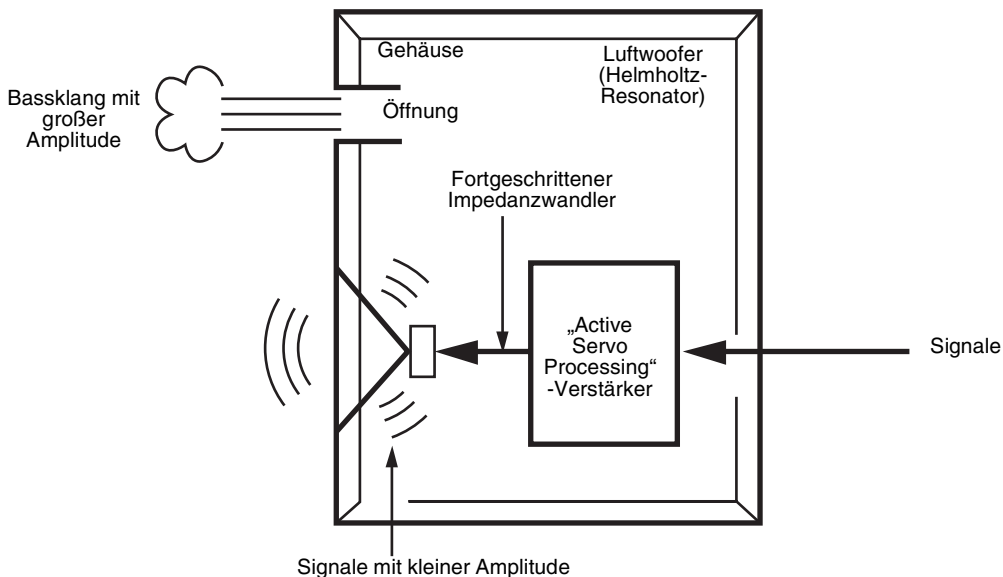 Gehäuse
Luftwoofer
(Helmholtz-
Resonator)
Bassklang mit
großer
Amplitude
Öffnung
Fortgeschrittener
Impedanzwandler
„Active
Servo
Processing“
-Verstärker
Signale
Signale mit kleiner Amplitude